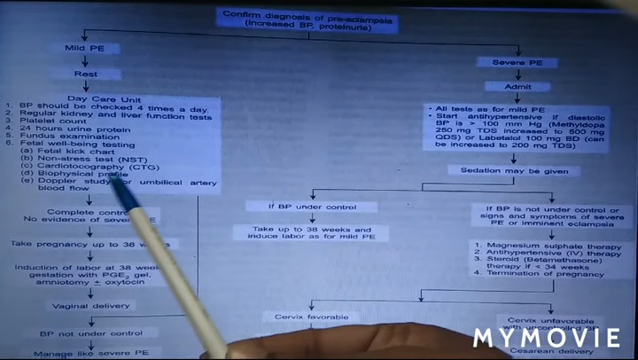 Confirm diagnosis of pre-eclampsia
(Increased BP, proteinuria)
Mild PE
Rest
Day Care Unit
1. BP should be checked 4 times a day
2. Regular kidney and liver function tests
3. Platelet count
4. 24 hours urine protein
5. Fundus examination
6. Fetal well-being testing
(a) Fetal kick chart
(b) Non-stress test (NST)
(c) Cardiotocography (CTG)
(d) Biophysical profile
(e) Doppler study for umbilical artery
blood flow
Complete
No evidence of severe PE
Take pregnancy up to 38 weeks
Induction of labor at 38 weeks
gestation with PGE2 gel,
amniotomy ± oxytocin
Vaginal delivery
BP not under control
Manage like severe PE
Severe PE
Admit
• All tests as for mild PE
• Start antihypertensive if diastolic
BP is > 100 mm Hg (Methyldopa
250 mg TDS increased to 500 mg
QDS) or Labetalol 100 mg BD (can
be increased to 200 mg TDS)
Sedation may be given
If BP under control
Take up to 38 weeks and
induce labor as for mild PE
If BP is not under control or
signs and symptoms of severe
PE or imminent eclampsia
1. Magnesium sulphate therapy
2. Antihypertensive (IV) therapy
3. Steroid (Betamethasone)
therapy if < 34 weeks
4. Termination of pregnancy
Cervix favorable
Cervix unfavorable
with uncontrolled BP
Cesarean delivery
MYMOVIE